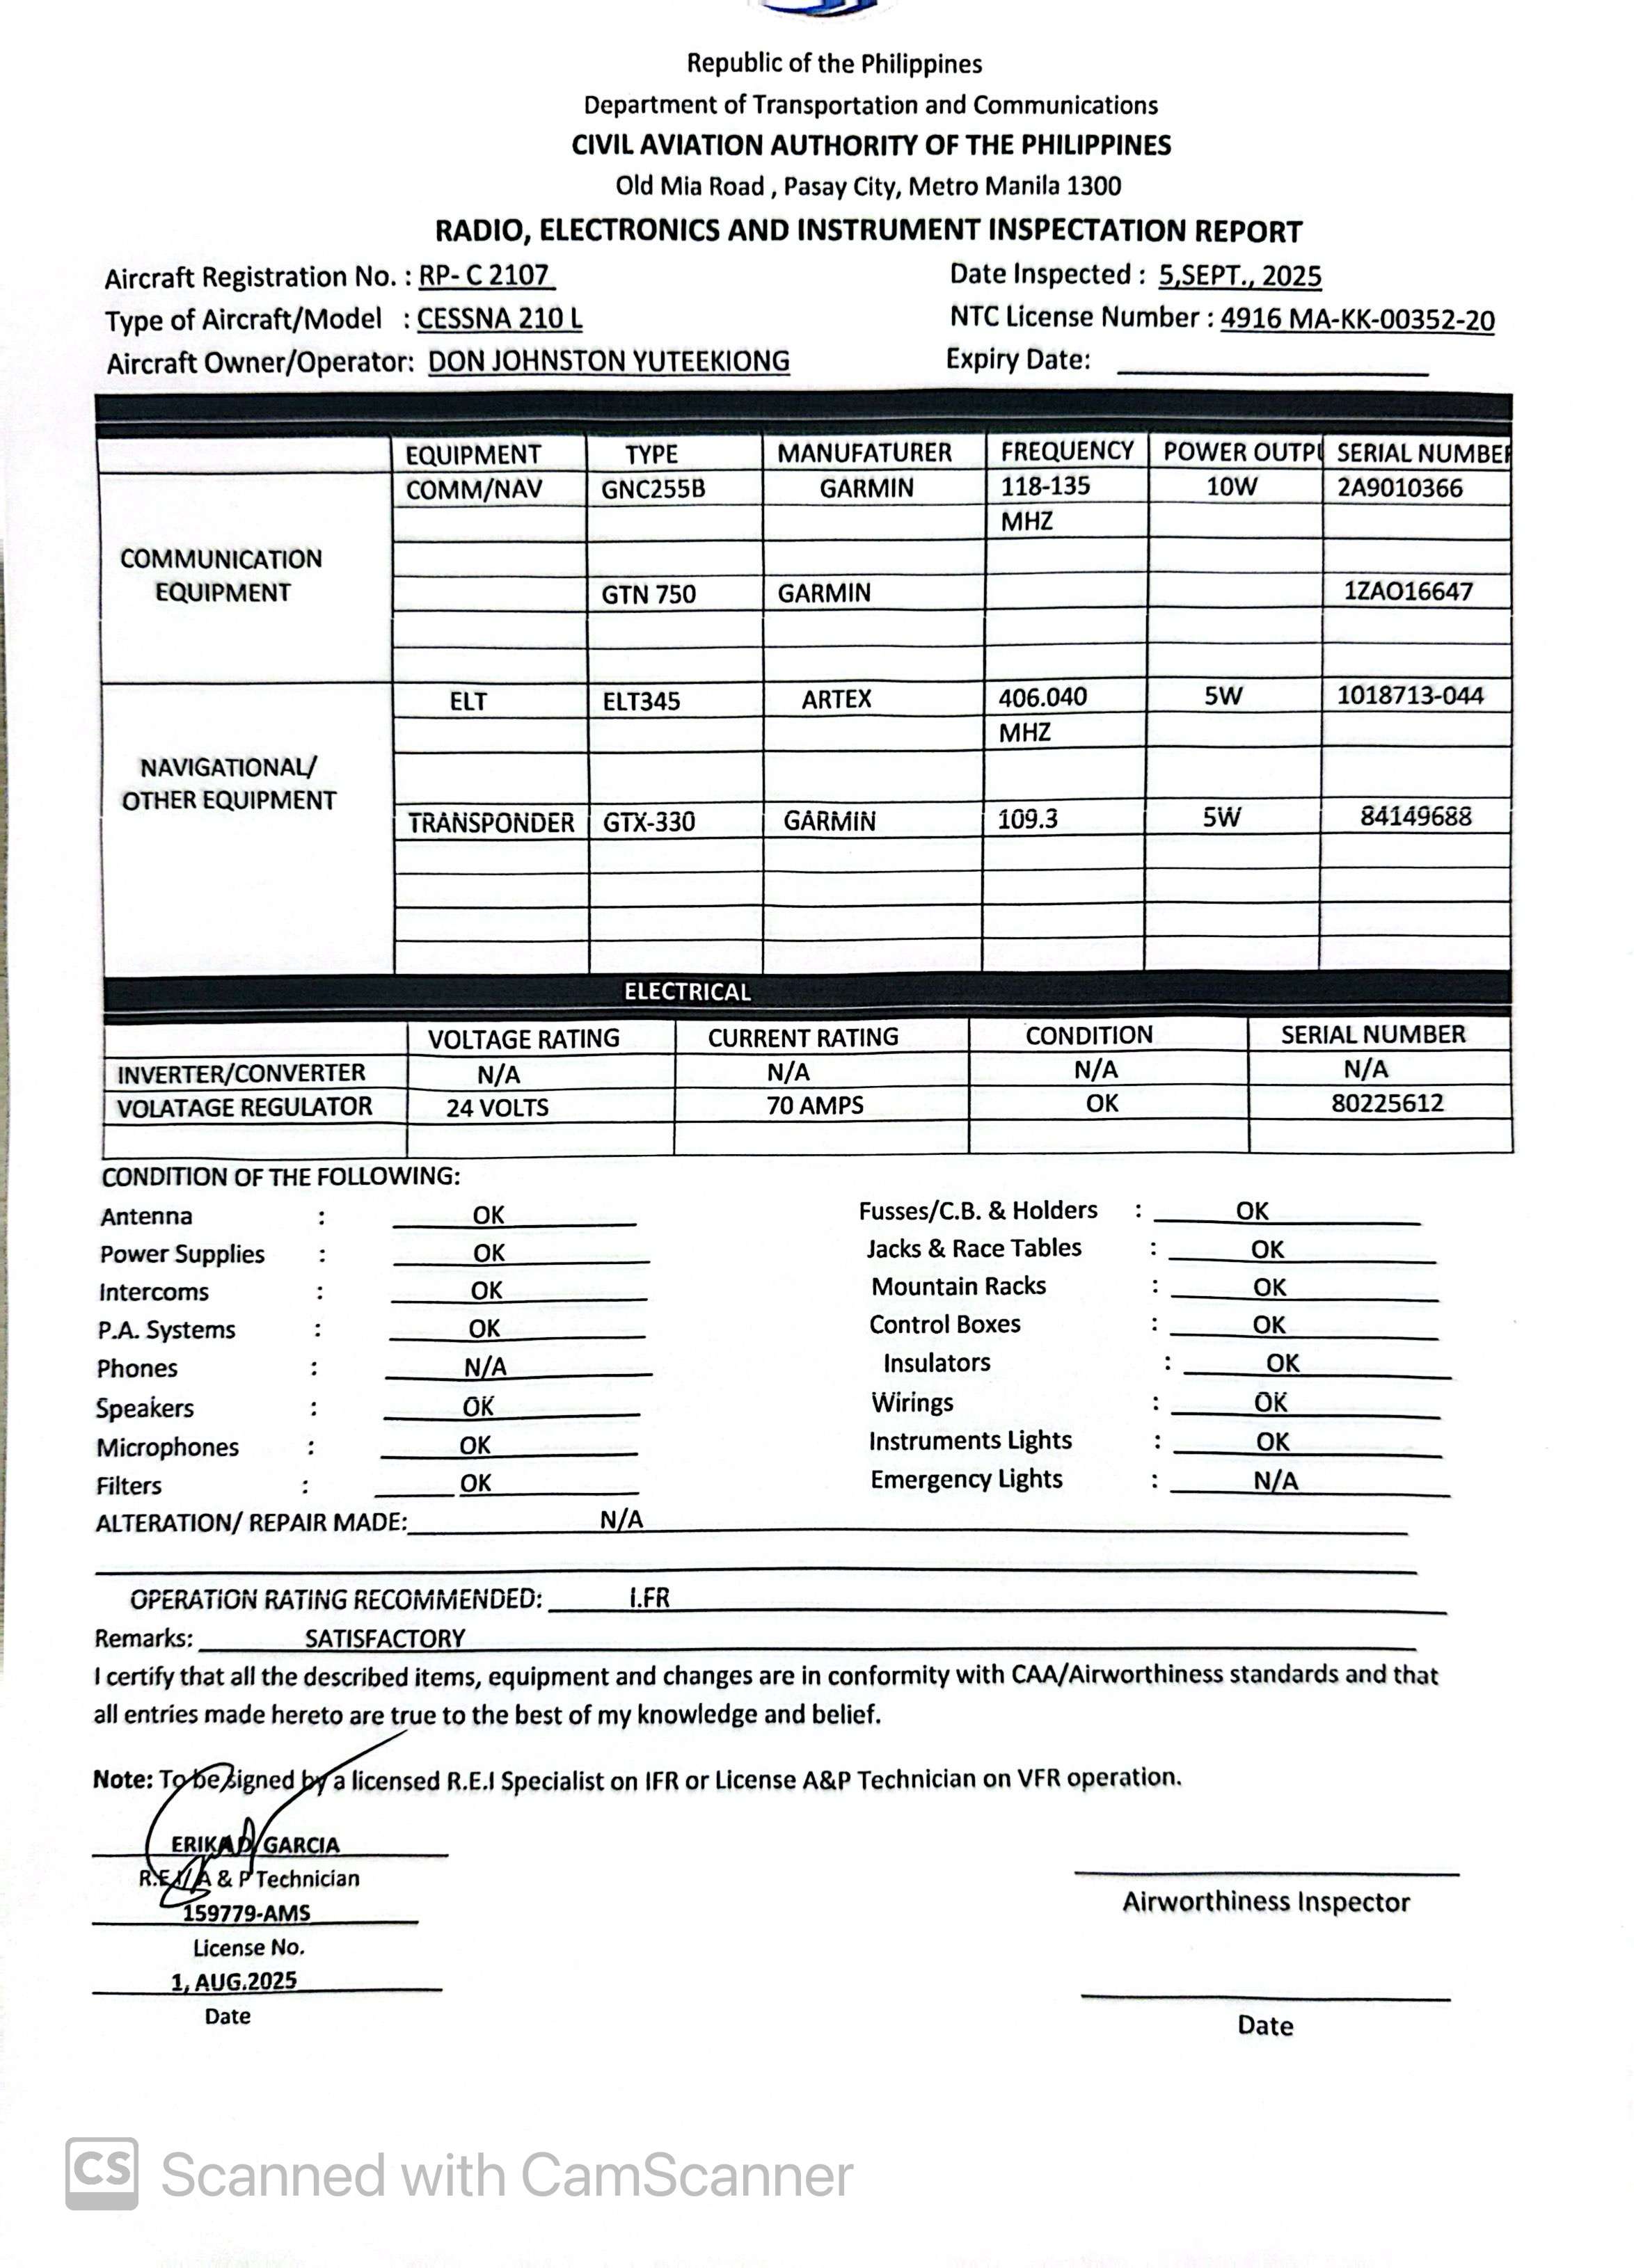 Republic of the Philippines
Department of Transportation and Communications
CIVIL AVIATION AUTHORITY OF THE PHILIPPINES
Old Mia Road , Pasay City, Metro Manila 1300
RADIO, ELECTRONICS AND INSTRUMENT INSPECTATION REPORT
Aircraft Registration No. : RP- C 2107 Date Inspected : 5,SEPT., 2025
Type of Aircraft/Model : CESSNA 210 L NTC License Number : 4916 MA-KK-00352-20
Aircraft Owner/Operator: DON JOHNSTON YUTEEKIONG Expiry Date:
EQUIPMENT TYPE MANUFATURER FREQUENCY POWER OUTPU SERIAL NUMBER
COMM/NAV GNC255B GARMIN 118-135 10W 2A9010366
MHZ
COMMUNICATION
EQUIPMENT GTN 750 GARMIN 1ZAO16647
ELT ELT345 ARTEX 406.040 5W 1018713-044
MHZ
NAVIGATIONAL/
OTHER EQUIPMENT
TRANSPONDER GTX-330 GARMIN 109.3 5W 84149688
ELECTRICAL
VOLTAGE RATING CURRENT RATING CONDITION SERIAL NUMBER
INVERTER/CONVERTER N/A N/A N/A N/A
VOLATAGE REGULATOR 24 VOLTS 70 AMPS OK 80225612
CONDITION OF THE FOLLOWING:
Antenna : OK Fusses/C.B. & Holders : OK
Power Supplies : OK Jacks & Race Tables : OK
Intercoms : OK Mountain Racks : OK
P.A. Systems : OK Control Boxes : OK
Phones : N/A Insulators : OK
Speakers : OK Wirings : OK
Microphones : OK Instruments Lights : OK
Filters : OK Emergency Lights : N/A
ALTERATION/ REPAIR MADE: N/A
OPERATION RATING RECOMMENDED: I.FR
Remarks: SATISFACTORY
I certify that all the described items, equipment and changes are in conformity with CAA/Airworthiness standards and that
all entries made hereto are true to the best of my knowledge and belief.
Note: To be signed by a licensed R.E.I Specialist on IFR or License A&P Technician on VFR operation.
ERIKA D GARCIA
R.E.I/A & P Technician
159779-AMS
Airworthiness Inspector
License No.
1, AUG.2025
Date
Date
CS Scanned with CamScanner